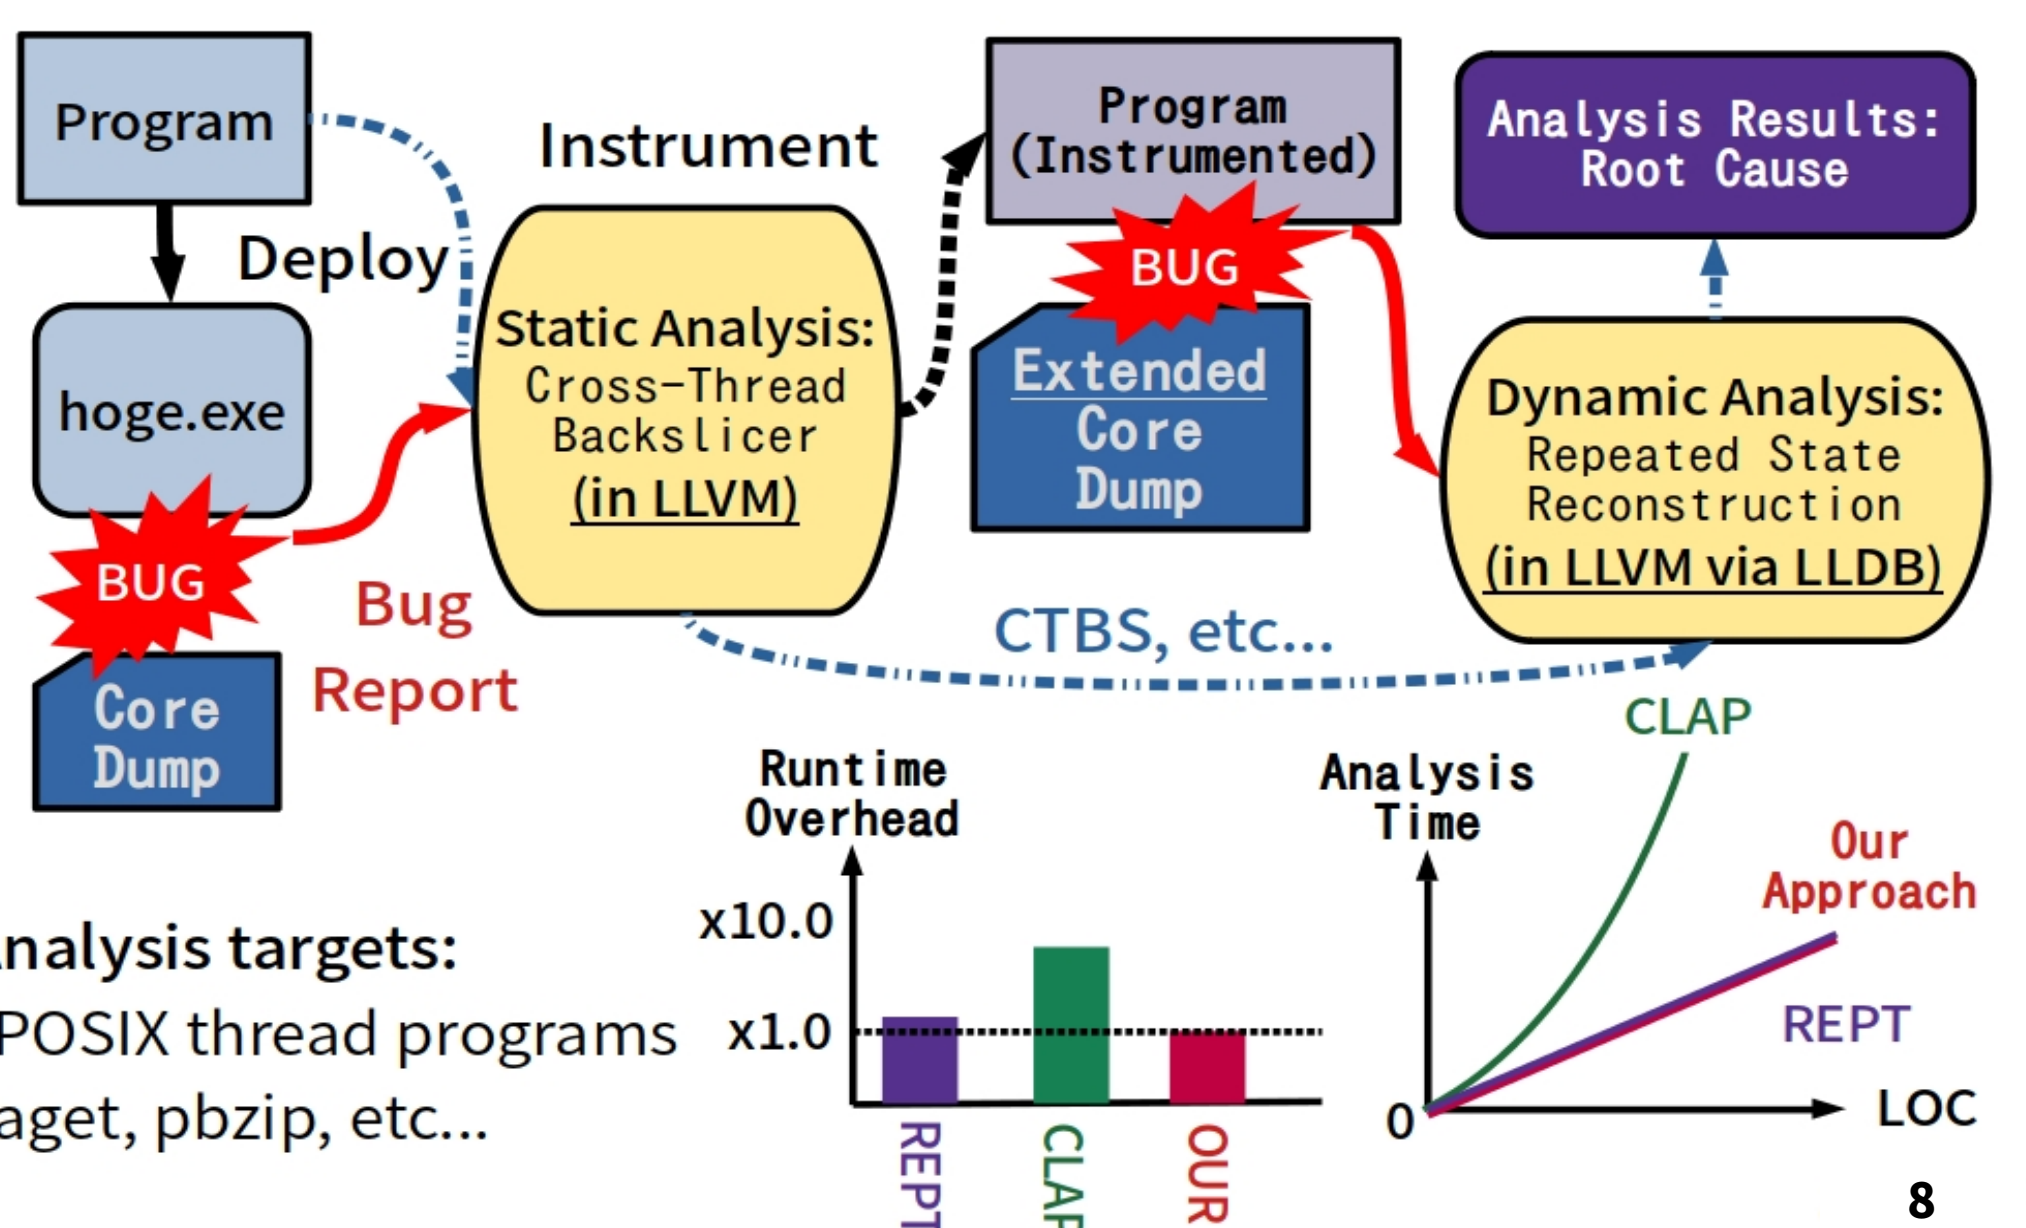 Program
Deploy
hoge.exe
BUG
Core
Dump
Bug
Report
Instrument
Static Analysis:
Cross-Thread
Backslicer
(in LLVM)
Program
(Instrumented)
BUG
Extended
Core
Dump
CTBS, etc...
Analysis Results:
Root Cause
Dynamic Analysis:
Repeated State
Reconstruction
(in LLVM via LLDB)
nalysis targets:
POSIX thread programs
aget, pbzip, etc...
Runtime
Overhead
x10.0
x1.0
REPT
CLAP
OUR
Analysis
Time
CLAP
Our
Approach
REPT
0
LOC
8